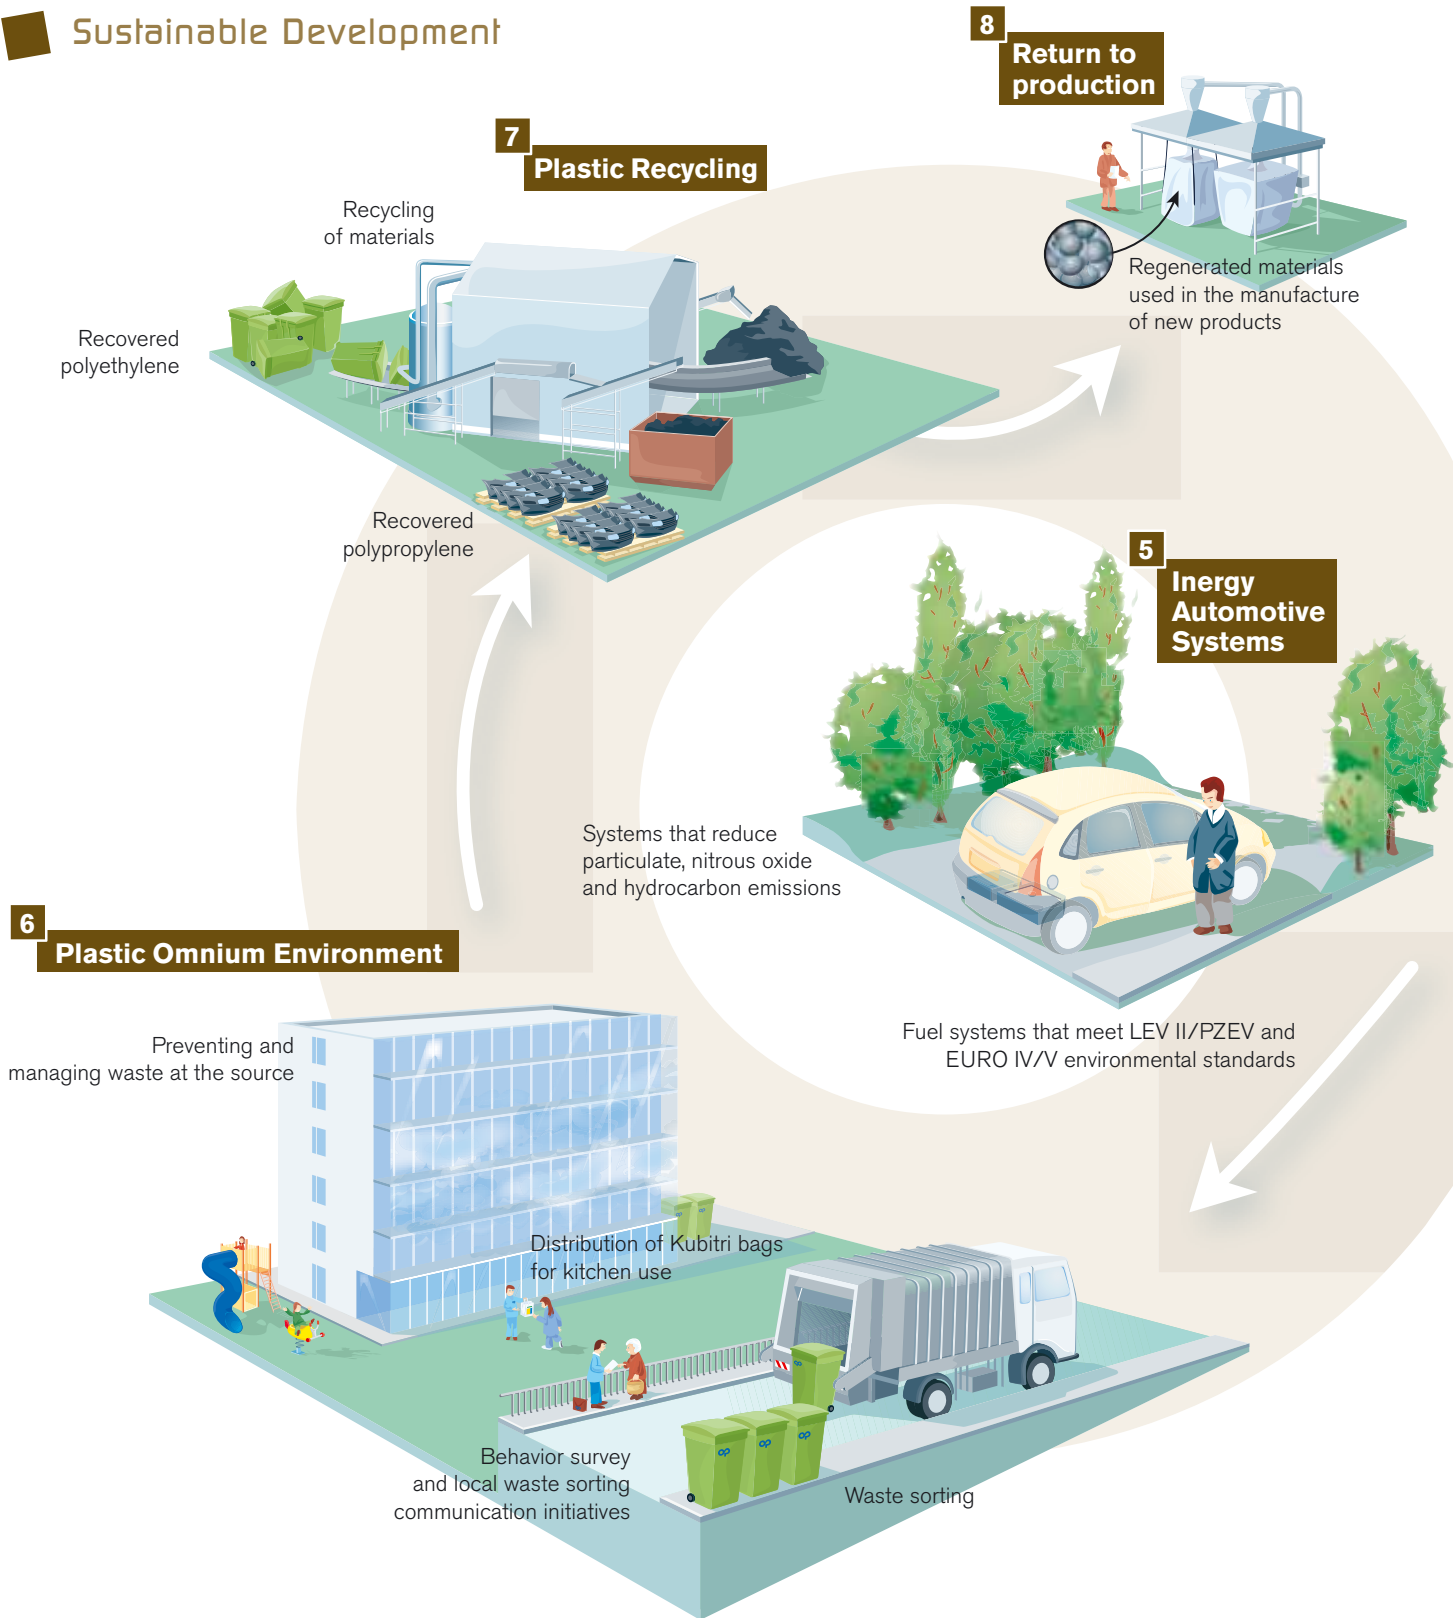 Sustainable Development
8
Return to
production
Regenerated materials
used in the manufacture
of new products
7
Plastic Recycling
Recycling
of materials
Recovered
polyethylene
Recovered
polypropylene
5
Inergy
Automotive
Systems
Systems that reduce
particulate, nitrous oxide
and hydrocarbon emissions
Fuel systems that meet LEV II/PZEV and
EURO IV/V environmental standards
6
Plastic Omnium Environment
Preventing and
managing waste at the source
Distribution of Kubitri bags
for kitchen use
Behavior survey
and local waste sorting
communication initiatives
Waste sorting